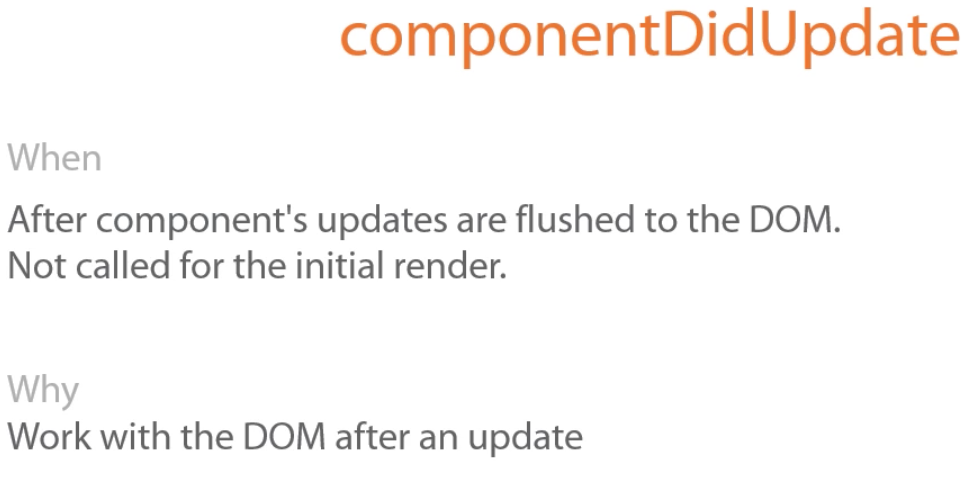 componentDidUpdate
When
After component's updates are flushed to the DOM.
Not called for the initial render.
Why
Work with the DOM after an update